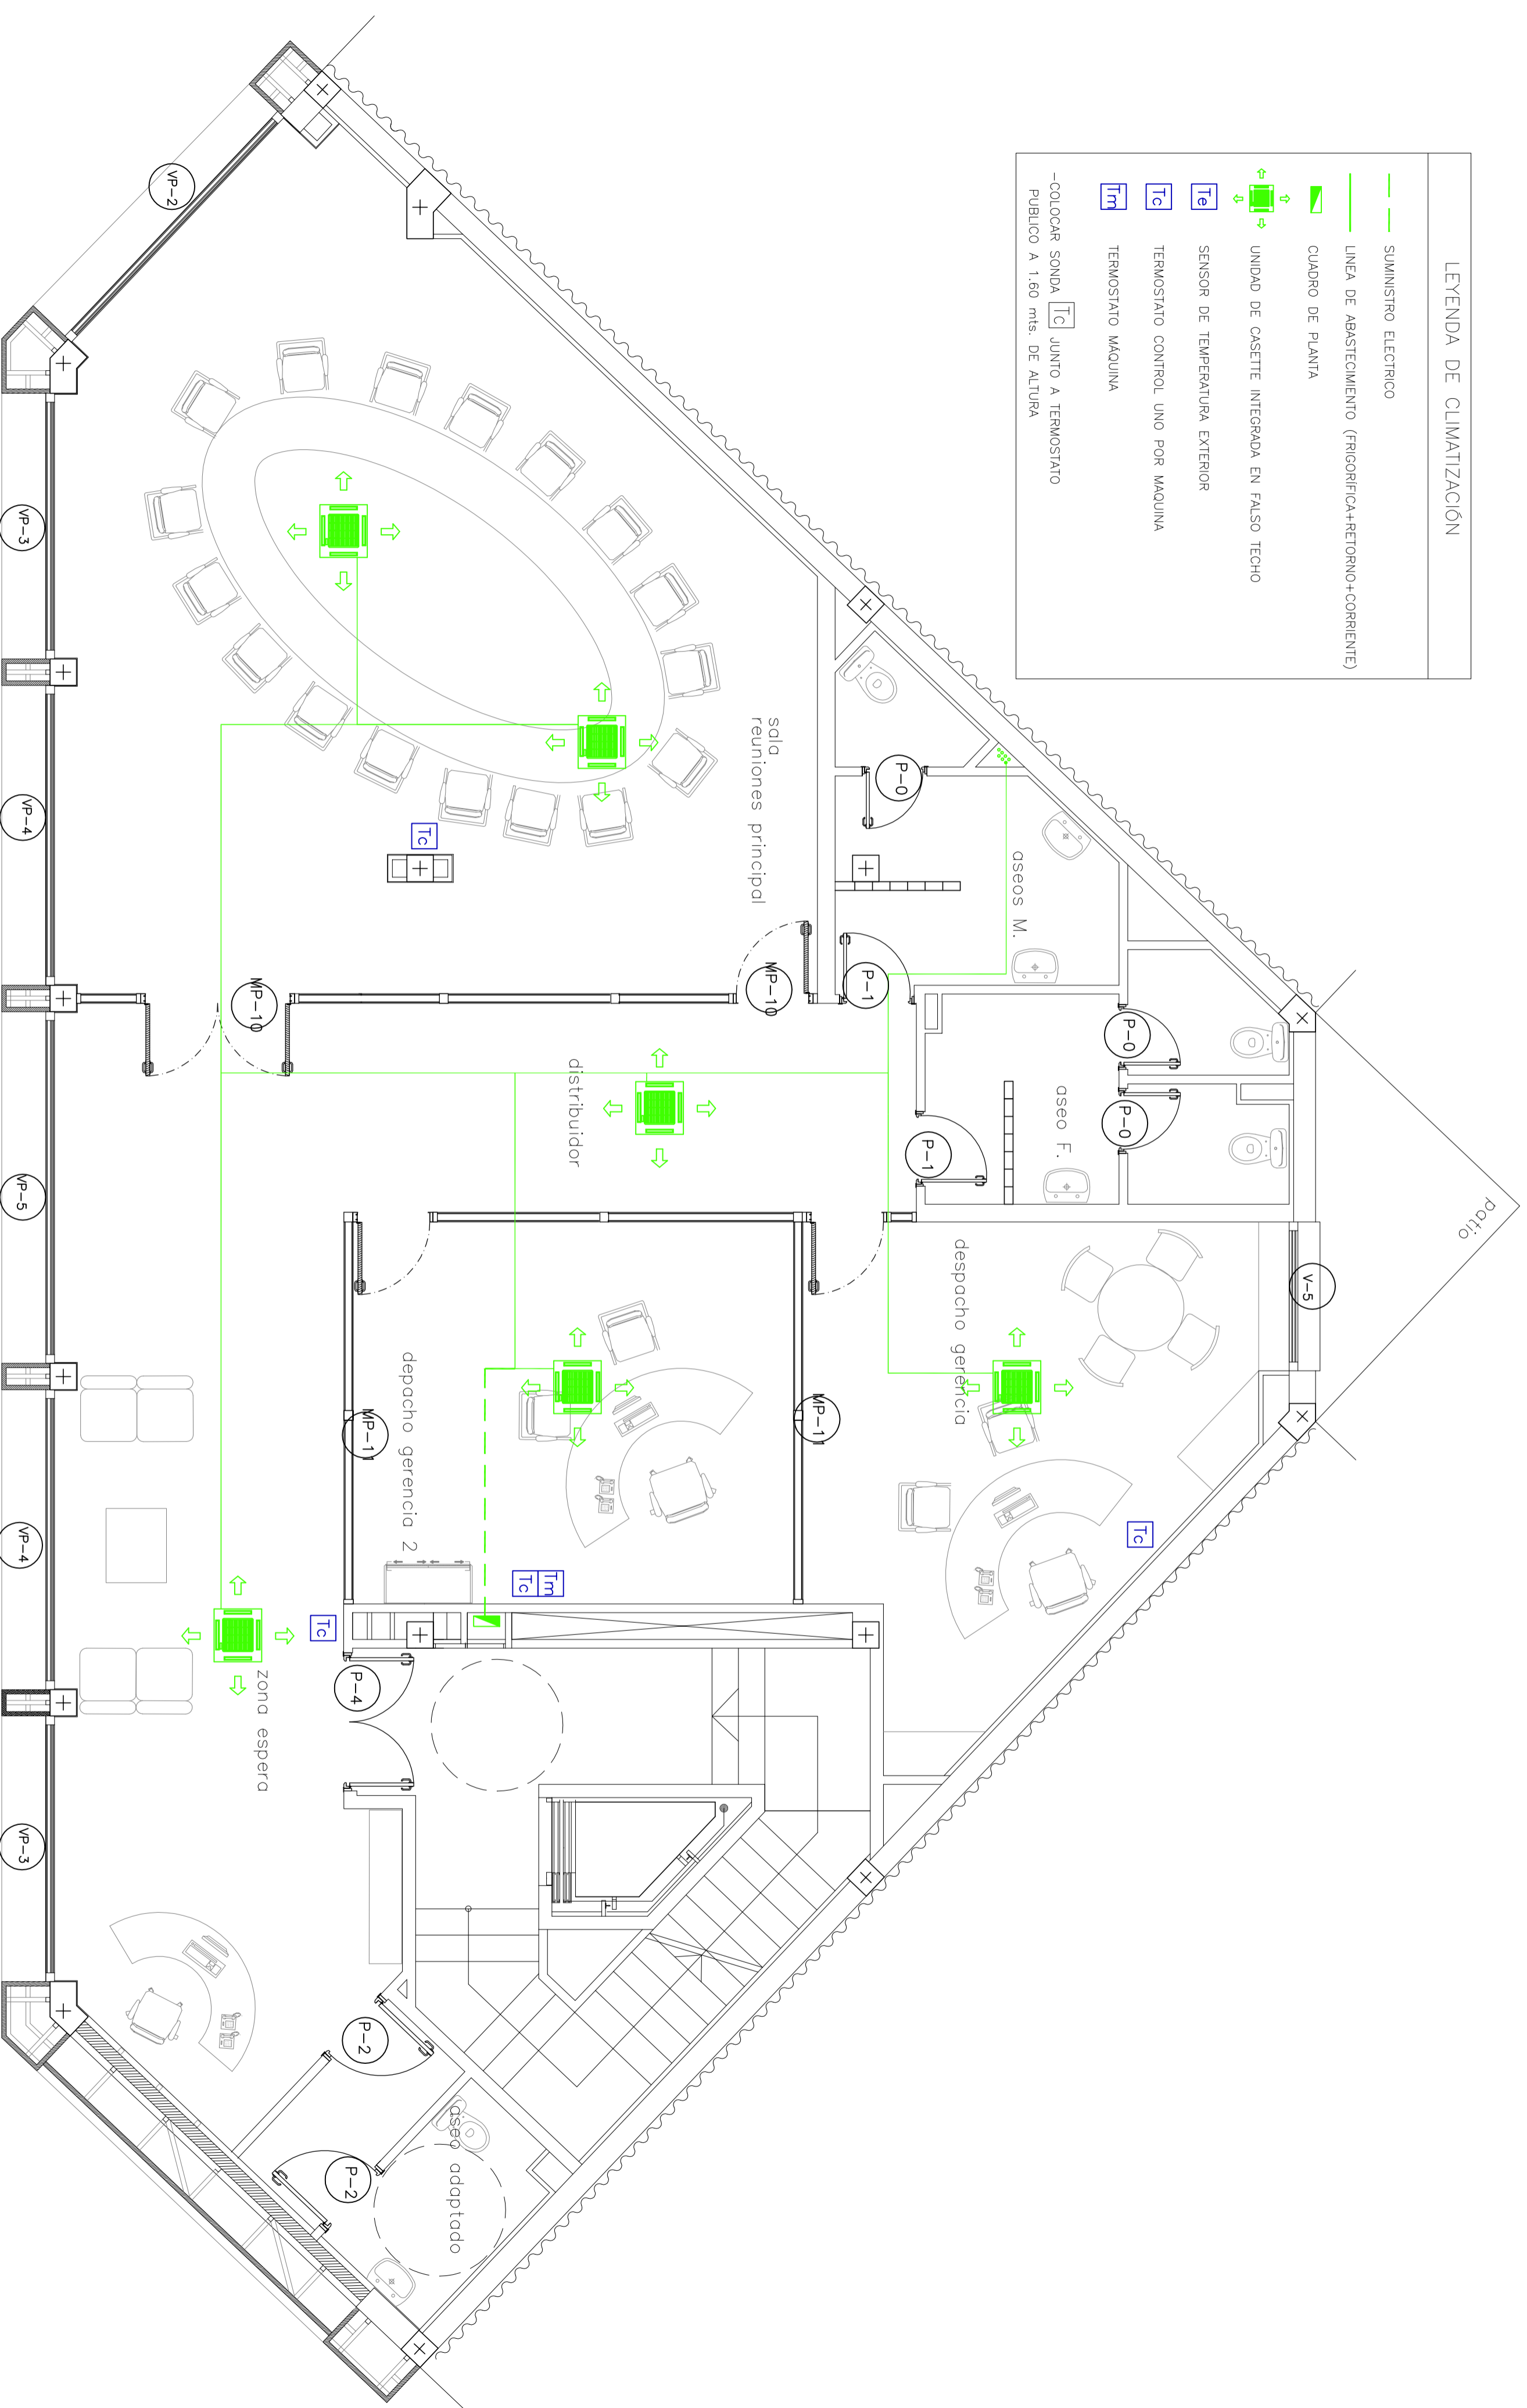 LEYENDA DE CLIMATIZACIÓN
SUMINISTRO ELECTRICO
LINEA DE ABASTECIMIENTO (FRIGORIFICA+RETORNO+CORRIENTE)
CUADRO DE PLANTA
UNIDAD DE CASETTE INTEGRADA EN FALSO TECHO
Te SENSOR DE TEMPERATURA EXTERIOR
Tc TERMOSTATO CONTROL UNO POR MAQUINA
Tm TERMOSTATO MÁQUINA
-COLOCAR SONDA Tc JUNTO A TERMOSTATO
PUBLICO A 1.60 mts. DE ALTURA
patio
V-5
P-0
P-0
aseo F.
aseos M.
P-0
P-1
P-1
despacho gerencia
Tc
sala
reuniones principal
MP-10
MP-11
distribuidor
Tm
Tc
depacho gerencia 2
Tc
MP-11
MP-10
Tc
P-4
zona espera
P-2
P-2
aseo adaptado
VP-2
VP-3
VP-4
VP-5
VP-4
VP-3